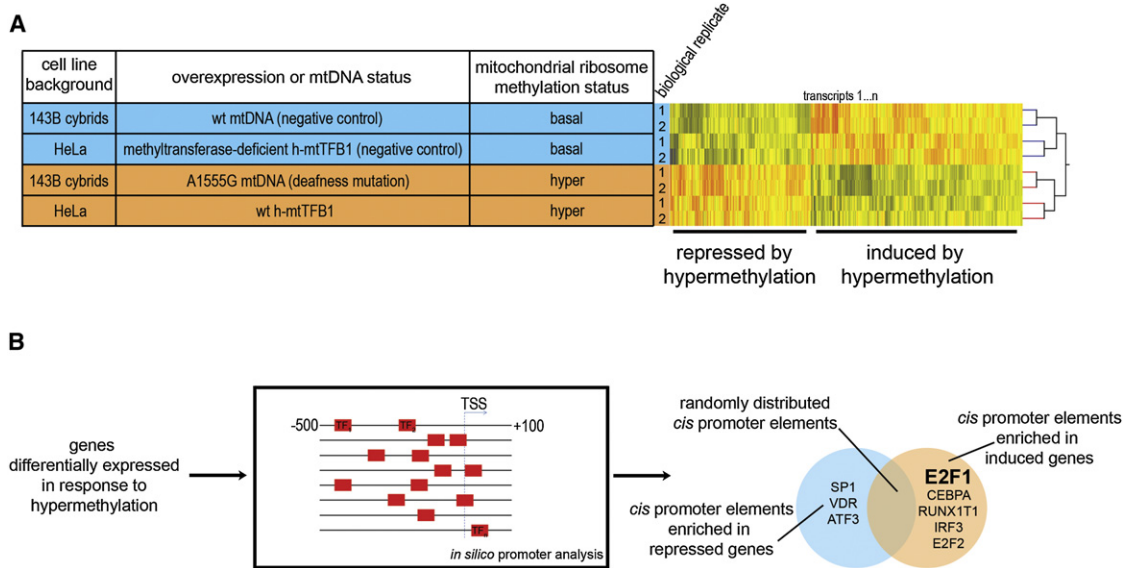 A
cell line
background
overexpression or mtDNA status
mitochondrial ribosome
methylation status
biological replicate
transcripts 1...n
143B cybrids
wt mtDNA (negative control)
basal
1
2
HeLa
methyltransferase-deficient h-mtTFB1 (negative control)
basal
1
2
143B cybrids
A1555G mtDNA (deafness mutation)
hyper
1
2
HeLa
wt h-mtTFB1
hyper
1
2
repressed by
hypermethylation
induced by
hypermethylation
B
genes
differentially expressed
in response to
hypermethylation
TSS
-500
TF
TF
+100
TF
in silico promoter analysis
randomly distributed
cis promoter elements
cis promoter elements
enriched in
induced genes
cis promoter elements
enriched in
repressed genes
SP1
VDR
ATF3
E2F1
CEBPA
RUNX1T1
IRF3
E2F2